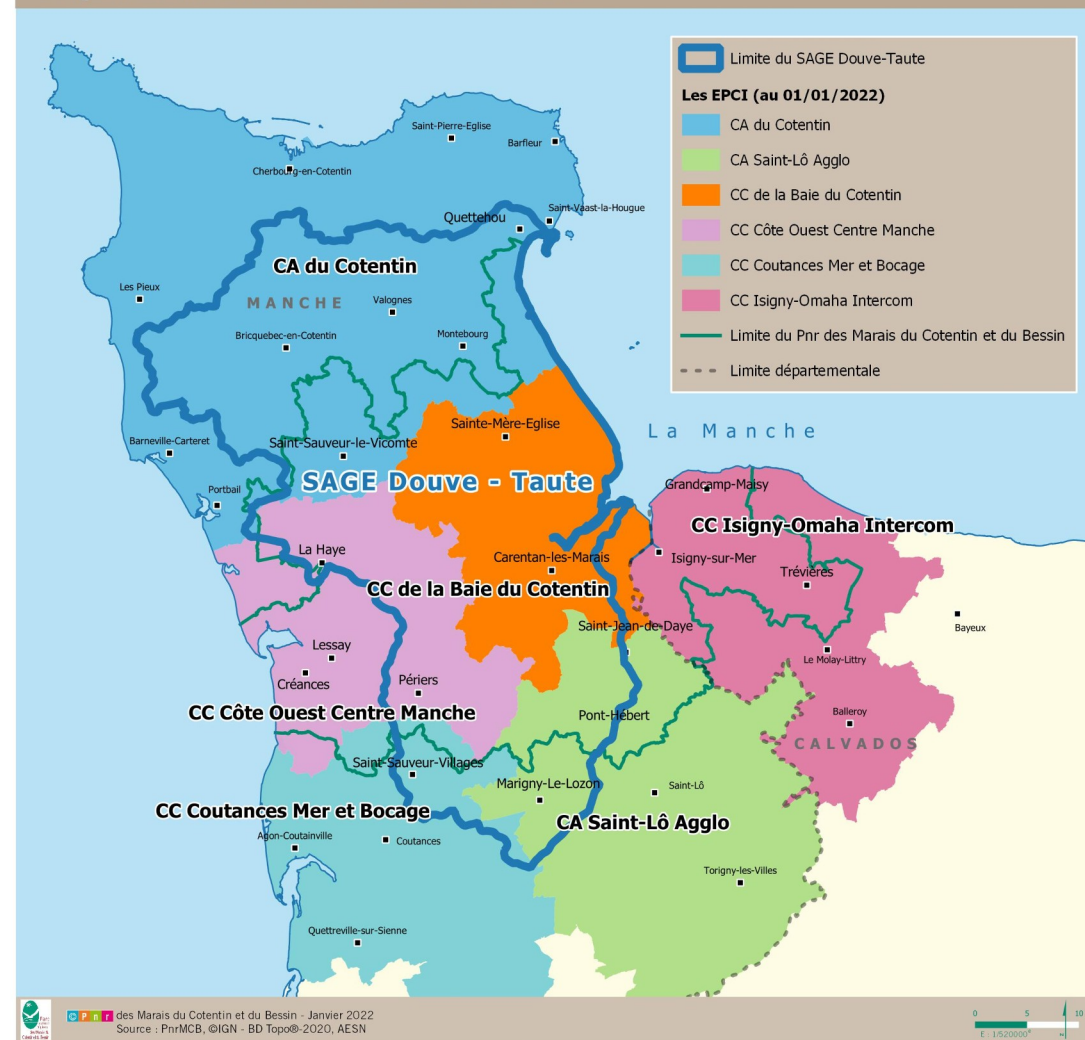 Limite du SAGE Douve-Taute
Les EPCI (au 01/01/2022)
CA du Cotentin
CA Saint-Lô Agglo
CC de la Baie du Cotentin
CC Côte Ouest Centre Manche
CC Coutances Mer et Bocage
CC Isigny-Omaha Intercom
Limite du Pnr des Marais du Cotentin et du Bessin
Limite départementale
Saint-Pierre-Eglise
Barfleur
Cherbourg-en-Cotentin
Saint-Vaast-la-Hougue
Quettehou
CA du Cotentin
Les Pieux
MANCHE
Valognes
Bricquebec-en-Cotentin
Montebourg
Sainte-Mère-Eglise
La Manche
Barneville-Carteret
Saint-Sauveur-le-Vicomte
SAGE Douve - Taute
Portbail
Grandcamp-Maisy
CC Isigny-Omaha Intercom
La Haye
Carentan-les-Marais
Isigny-sur-Mer
Trévières
CC de la Baie du Cotentin
Bayeux
Saint-Jean-de-Daye
Lessay
Le Molay-Littry
Créances
Périers
CC Côte Ouest Centre Manche
Pont-Hébert
Balleroy
CALVADOS
Saint-Sauveur-Villages
Marigny-Le-Lozon
Saint-Lô
CC Coutances Mer et Bocage
CA Saint-Lô Agglo
Agon-Coutainville
Coutances
Torigny-les-Villes
Quettreville-sur-Sienne
C P n r des Marais du Cotentin et du Bessin - Janvier 2022
Source : PnrMCB, ©IGN - BD Topo®-2020, AESN
0 5 10
E : 1/520000°